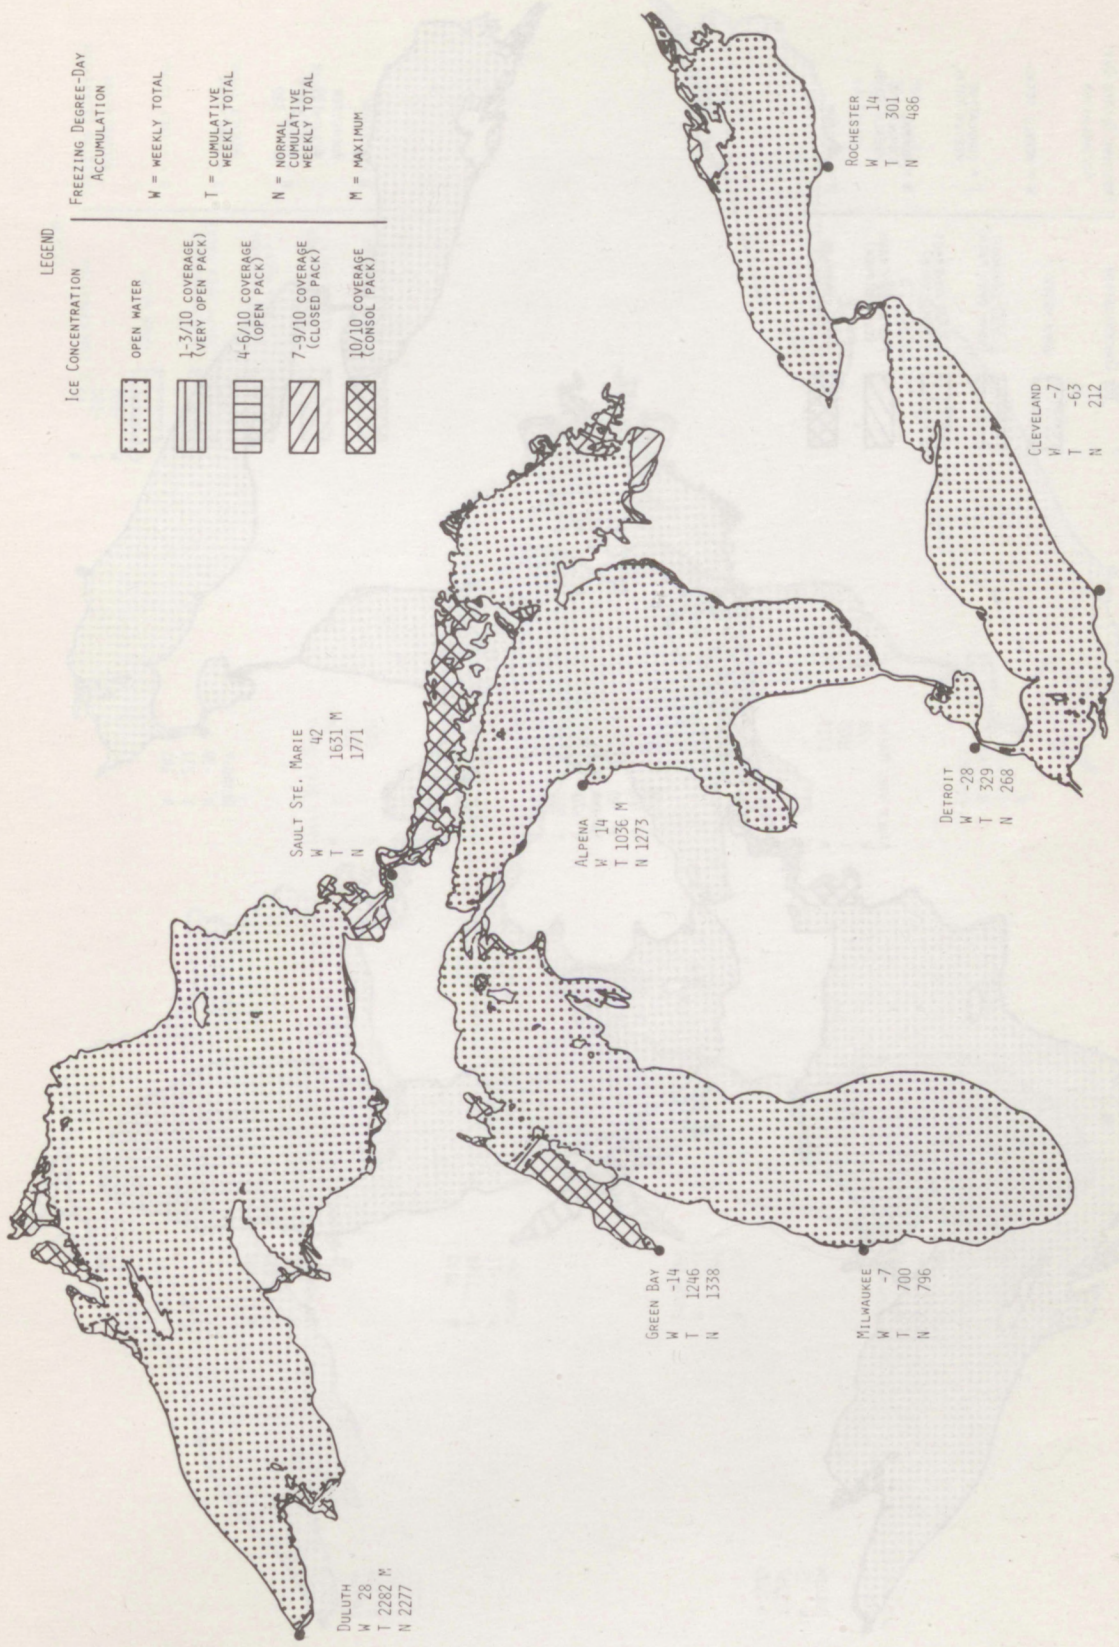 LEGEND
ICE CONCENTRATION
OPEN WATER
1-3/10 COVERAGE
(VERY OPEN PACK)
4-6/10 COVERAGE
(OPEN PACK)
7-9/10 COVERAGE
(CLOSED PACK)
10/10 COVERAGE
(CONSOL PACK)
FREEZING DEGREE-DAY
ACCUMULATION
W = WEEKLY TOTAL
T = CUMULATIVE
WEEKLY TOTAL
N = NORMAL
CUMULATIVE
WEEKLY TOTAL
M = MAXIMUM
DULUTH
W 28
T 2282 M
N 2277
SAULT STE. MARIE
W 42
T 1631 M
N 1771
GREEN BAY
W -14
T 1246
N 1338
MILWAUKEE
W -7
T 700
N 796
ALPENA
W 14
T 1036 M
N 1273
DETROIT
W -28
T 329
N 268
CLEVELAND
W -7
T -63
N 212
ROCHESTER
W 14
T 301
N 486